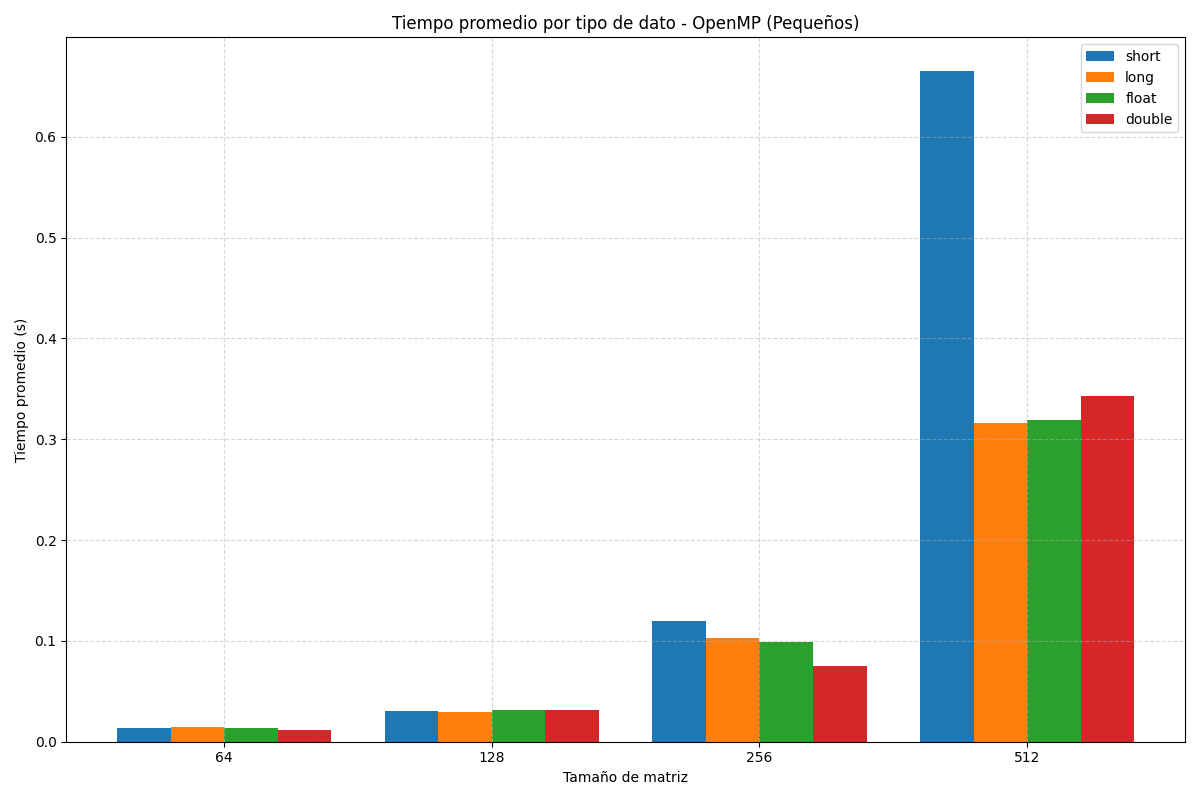 Tiempo promedio por tipo de dato - OpenMP (Pequeños)
short
long
float
double
Tiempo promedio (s)
0.6
0.5
0.4
0.3
0.2
0.1
0.0
64
128
256
512
Tamaño de matriz